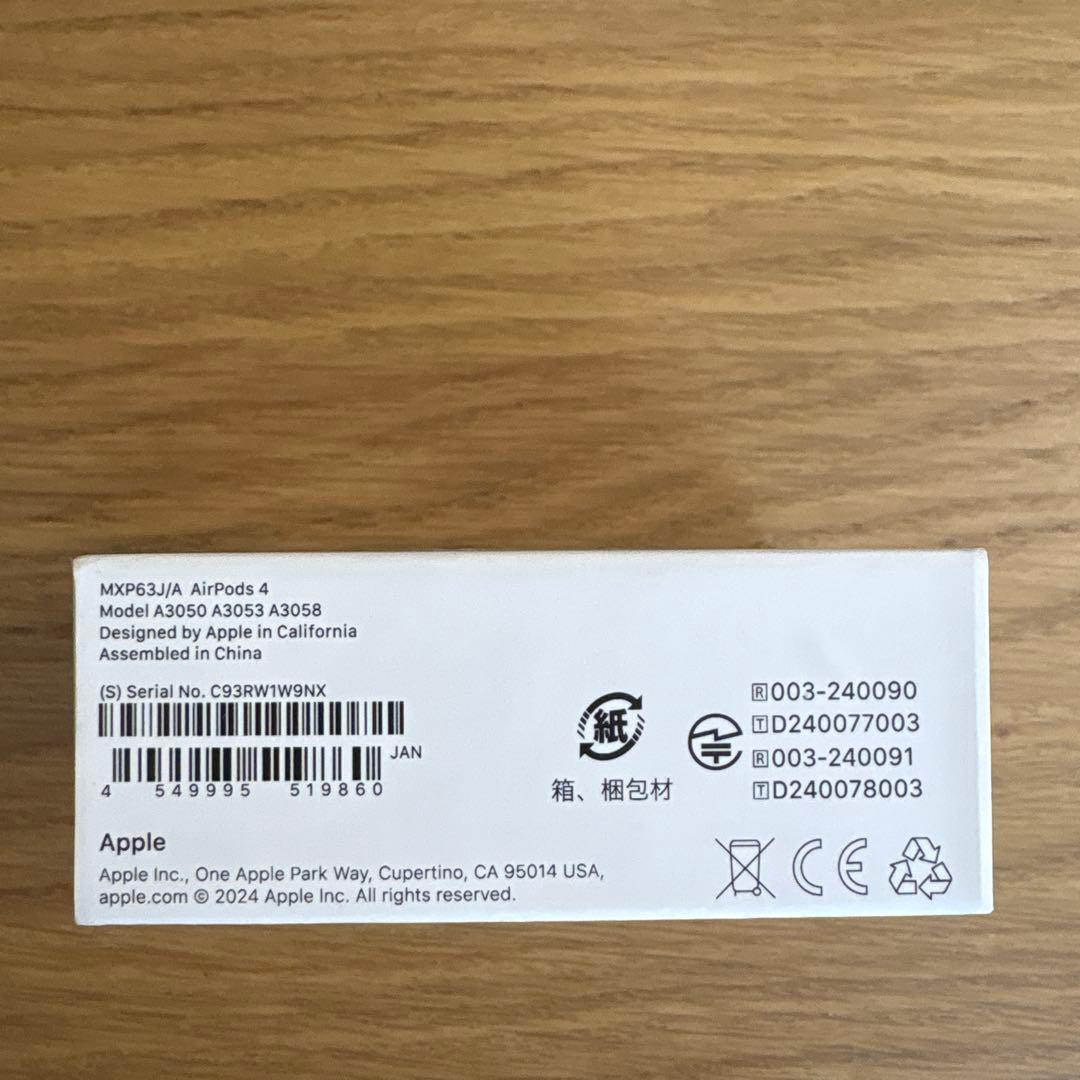 MXP63J/A AirPods 4
Model A3050 A3053 A3058
Designed by Apple in California
Assembled in China
(S) Serial No. C93RW1W9NX
JAN
4 549995 519860
紙
箱、梱包材
R 003-240090
T D240077003
R 003-240091
T D240078003
Apple
Apple Inc., One Apple Park Way, Cupertino, CA 95014 USA,
apple.com © 2024 Apple Inc. All rights reserved.
CE